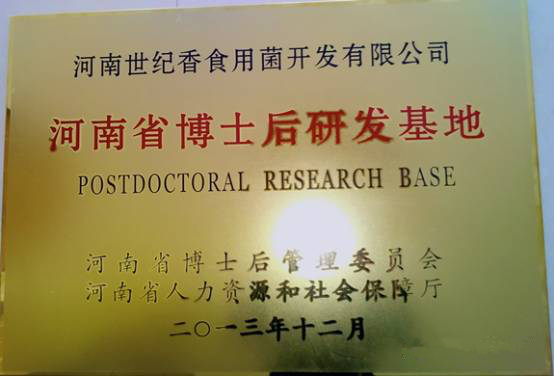 河南世纪香食用菌开发有限公司
河南省博士后研发基地
POSTDOCTORAL RESEARCH BASE
河南省博士后管理委员会
河南省人力资源和社会保障厅
二〇一三年十二月